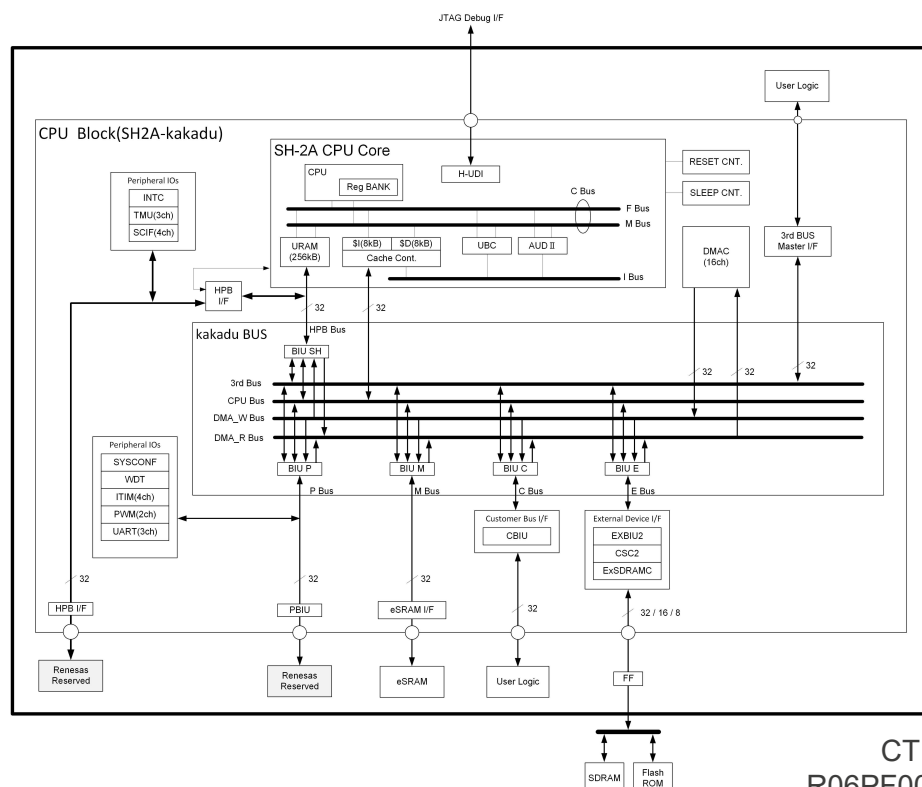 JTAG Debug I/F
User Logic
CPU Block(SH2A-kakadu)
SH-2A CPU Core
CPU
Reg BANK
H-UDI
RESET CNT.
SLEEP CNT.
C Bus
F Bus
M Bus
Peripheral IOs
INTC
TMU(3ch)
SCIF(4ch)
URAM
(256kB)
$I(8kB)
$D(8kB)
Cache Cont.
UBC
AUD II
I Bus
DMAC
(16ch)
3rd BUS
Master I/F
HPB
I/F
32
32
HPB Bus
kakadu BUS
BIU SH
32
32
32
3rd Bus
CPU Bus
DMA_W Bus
DMA_R Bus
BIU P
BIU M
BIU C
BIU E
P Bus
M Bus
C Bus
E Bus
Peripheral IOs
SYSCONF
WDT
ITIM(4ch)
PWM(2ch)
UART(3ch)
Customer Bus I/F
CBIU
External Device I/F
EXBIU2
CSC2
ExSDRAMC
32
32
32
32
32 / 16 / 8
HPB I/F
PBIU
eSRAM I/F
Renesas
Reserved
Renesas
Reserved
eSRAM
User Logic
FF
SDRAM
Flash
ROM
CT